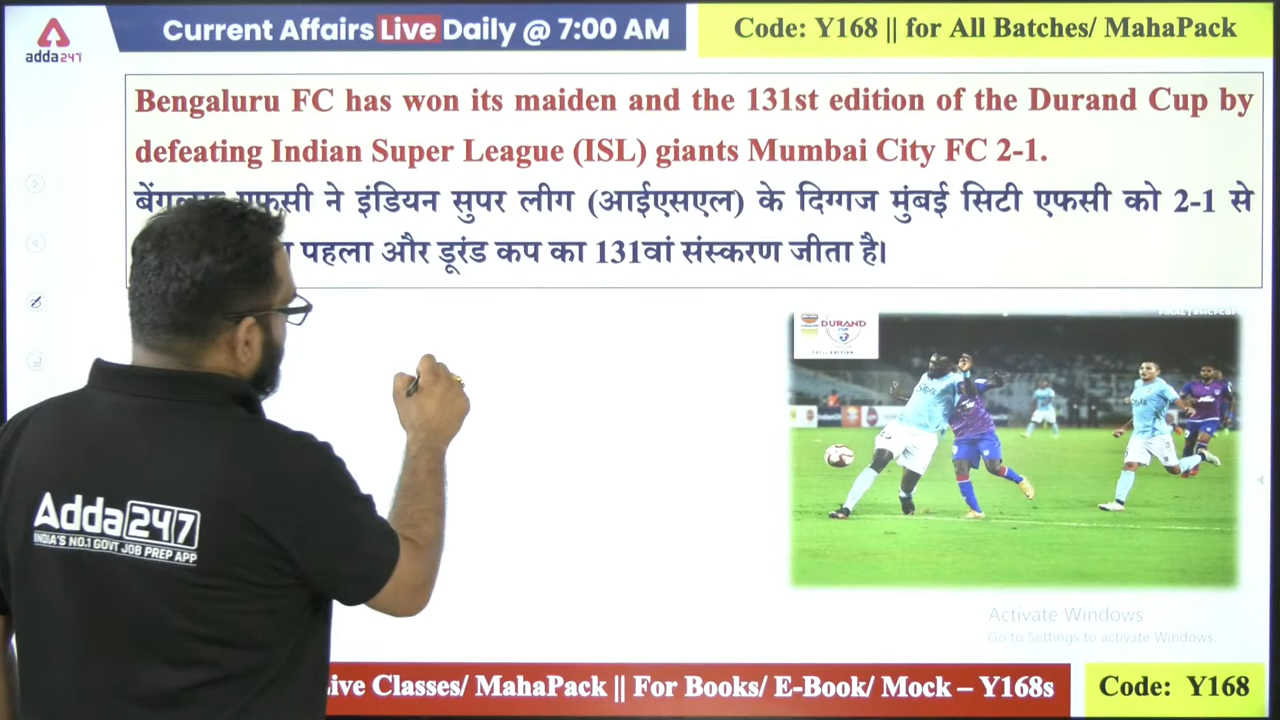 adda247
Current Affairs Live Daily @ 7:00 AM
Code: Y168 || for All Batches/ MahaPack
Bengaluru FC has won its maiden and the 131st edition of the Durand Cup by
defeating Indian Super League (ISL) giants Mumbai City FC 2-1.
एफसी ने इंडियन सुपर लीग (आईएसएल) के दिग्गज मुंबई सिटी एफसी को 2-1 से
पहला और डूरंड कप का 131वां संस्करण जीता है।
DURAND
CUP
Adda247
INDIA'S NO.1 GOVT JOB PREP APP
Activate Windows
Go to Settings to activate Windows.
Live Classes/ MahaPack || For Books/ E-Book/ Mock – Y168s
Code: Y168